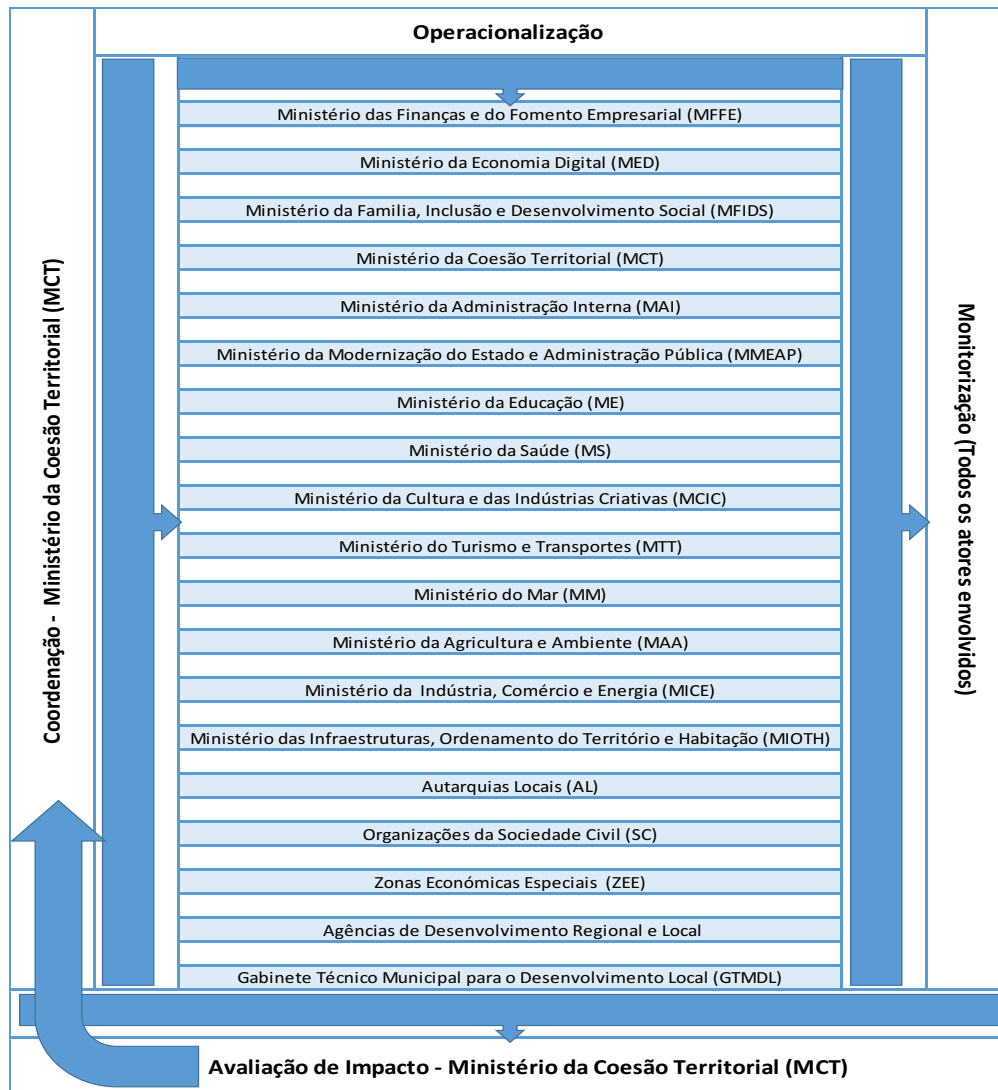 Operacionalização
Coordenação - Ministério da Coesão Territorial (MCT)
Ministério das Finanças e do Fomento Empresarial (MFFE)
Ministério da Economia Digital (MED)
Ministério da Familia, Inclusão e Desenvolvimento Social (MFIDS)
Ministério da Coesão Territorial (MCT)
Ministério da Administração Interna (MAI)
Ministério da Modernização do Estado e Administração Pública (MMEAP)
Ministério da Educação (ME)
Ministério da Saúde (MS)
Ministério da Cultura e das Indústrias Criativas (MCIC)
Ministério do Turismo e Transportes (MTT)
Ministério do Mar (MM)
Ministério da Agricultura e Ambiente (MAA)
Ministério da Indústria, Comércio e Energia (MICE)
Ministério das Infraestruturas, Ordenamento do Território e Habitação (MIOTH)
Autarquias Locais (AL)
Organizações da Sociedade Civil (SC)
Zonas Económicas Especiais (ZEE)
Agências de Desenvolvimento Regional e Local
Gabinete Técnico Municipal para o Desenvolvimento Local (GTMDL)
Monitorização (Todos os atores envolvidos)
Avaliação de Impacto - Ministério da Coesão Territorial (MCT)